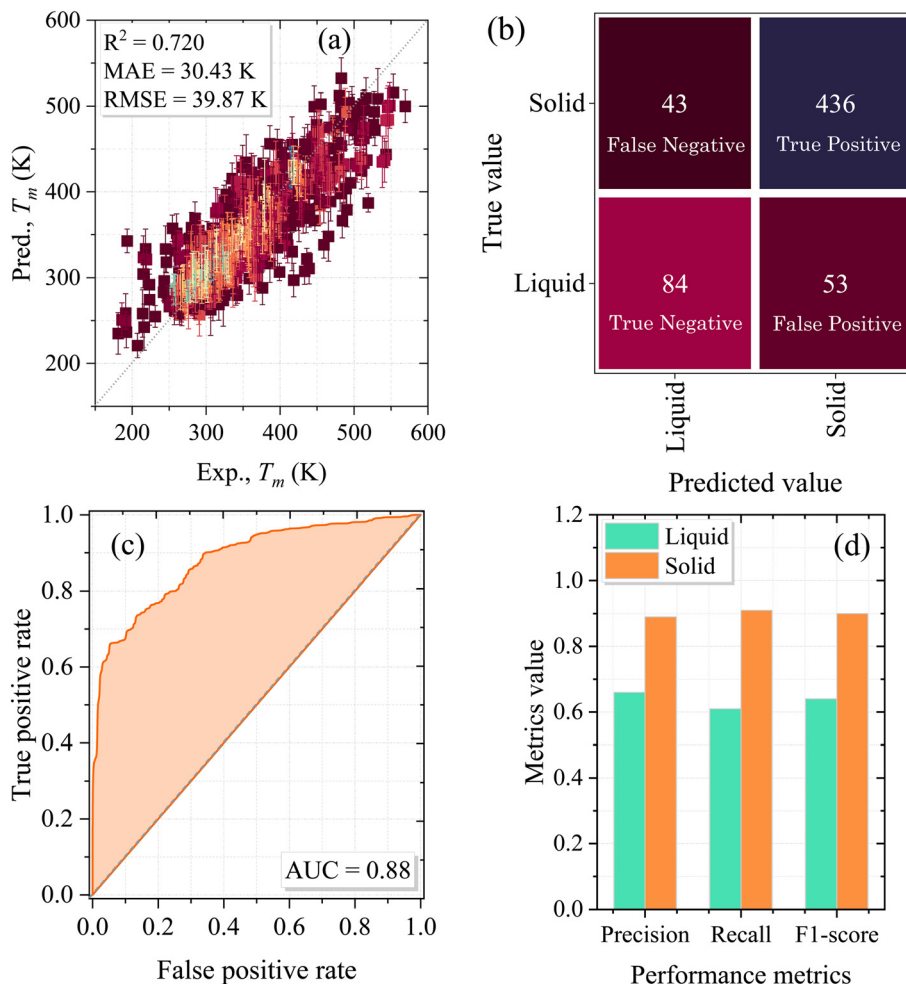 (a)
R² = 0.720
MAE = 30.43 K
RMSE = 39.87 K
600
500
400
300
200
Pred., Tm (K)
200
300
400
500
600
Exp., Tm (K)
(b)
True value
Solid
43
False Negative
436
True Positive
Liquid
84
True Negative
53
False Positive
Liquid
Solid
Predicted value
(c)
1.0
0.8
0.6
0.4
0.2
0.0
True positive rate
AUC = 0.88
0.0
0.2
0.4
0.6
0.8
1.0
False positive rate
(d)
Liquid
Solid
1.2
1.0
0.8
0.6
0.4
0.2
0.0
Metrics value
Precision
Recall
F1-score
Performance metrics